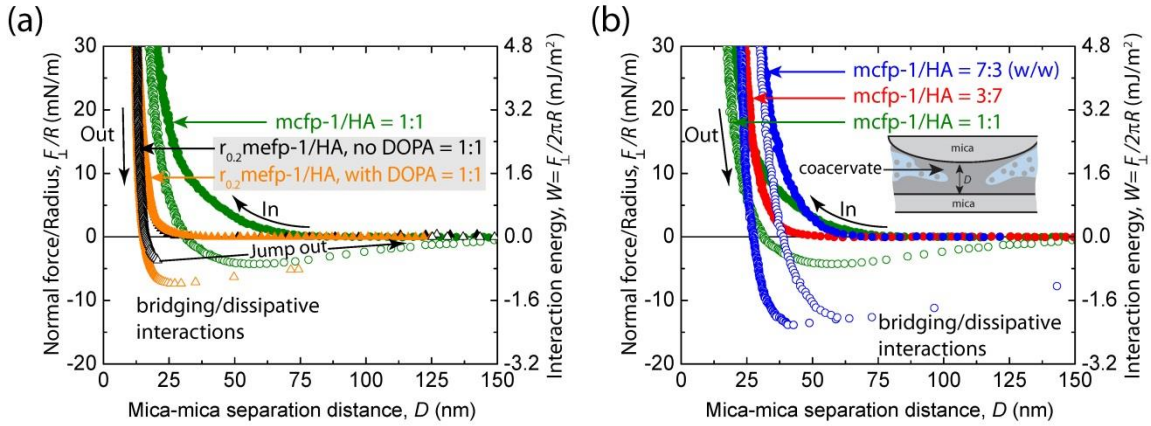 (a)
Normal force/Radius, F⊥/R (mN/m)
30
20
10
0
-10
-20
Out
mcfp-1/HA = 1:1
r0.2mefp-1/HA, no DOPA = 1:1
r0.2mefp-1/HA, with DOPA = 1:1
In
Jump out
bridging/dissipative
interactions
4.8
3.2
1.6
0.0
-1.6
-3.2
Interaction energy, W= F⊥/2πR (mJ/m²)
0 25 50 75 100 125 150
Mica-mica separation distance, D (nm)
(b)
Normal force/Radius, F⊥/R (mN/m)
30
20
10
0
-10
-20
Out
mcfp-1/HA = 7:3 (w/w)
mcfp-1/HA = 3:7
mcfp-1/HA = 1:1
mica
coacervate
D
mica
In
bridging/dissipative
interactions
4.8
3.2
1.6
0.0
-1.6
-3.2
Interaction energy, W= F⊥/2πR (mJ/m²)
0 25 50 75 100 125 150
Mica-mica separation distance, D (nm)